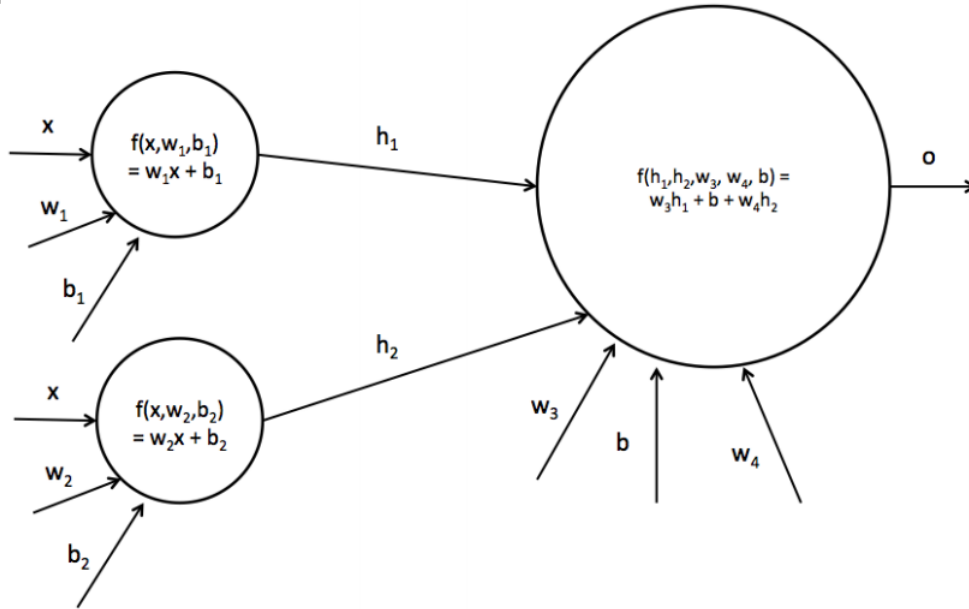 x
f(x,w₁,b₁)
= w₁x + b₁
w₁
b₁
h₁
f(h₁,h₂,w₃, w₄, b) =
w₃h₁ + b + w₄h₂
o
x
f(x,w₂,b₂)
= w₂x + b₂
w₂
b₂
h₂
w₃
b
w₄